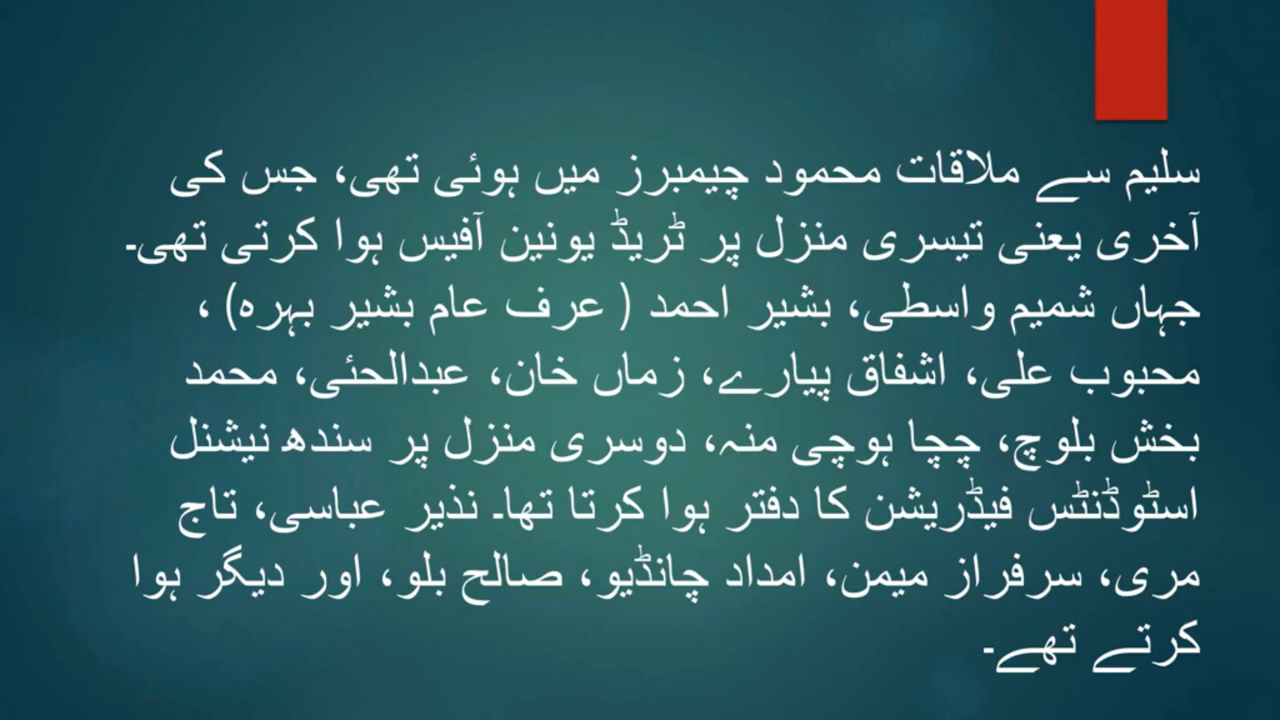 سلیم سے ملاقات محمود چیمبرز میں ہوئی تھی، جس کی
آخری یعنی تیسری منزل پر ٹریڈ یونین آفیس ہوا کرتی تھی۔
جہاں شمیم واسطی، بشیر احمد ( عرف عام بشیر بہرہ) ،
محبوب علی، اشفاق پیارے، زماں خان، عبدالحئی، محمد
بخش بلوچ، چچا ہوچی منہ، دوسری منزل پر سندھ نیشنل
اسٹوڈنٹس فیڈریشن کا دفتر ہوا کرتا تھا۔ نذیر عباسی، تاج
مری، سرفراز میمن، امداد چانڈیو، صالح بلو، اور دیگر ہوا
کرتے تھے۔